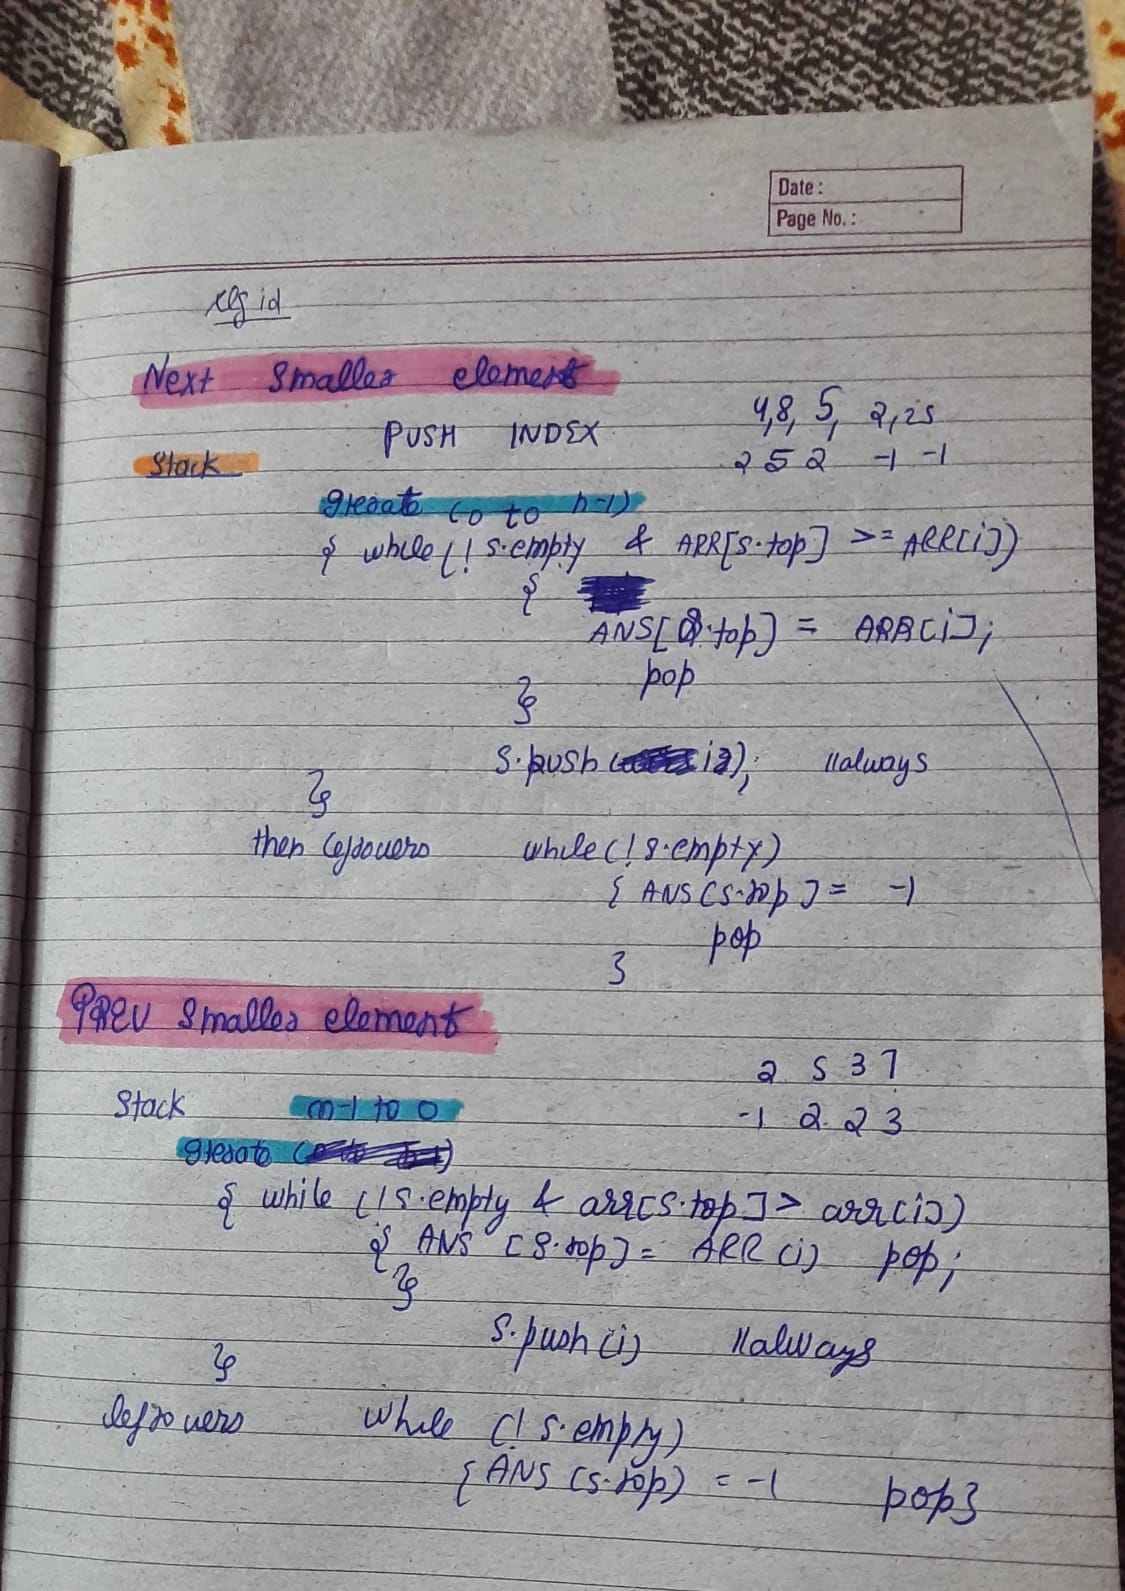 Date :
Page No. :
Next smaller element
4,8, 5, 2,25
PUSH INDEX
2 5 2 -1 -1
Stack
Iterate (0 to n-1)
{ while(! s.empty & ARR[s.top] >= ARR[i])
{
ANS[s.top] = ARR[i];
pop
}
s.push( i); //always
}
then leftovers while(! s.empty)
{ ANS[s.top] = -1
pop
}
PREV smaller element
2 5 3 7
Stack n-1 to 0
-1 2 2 3
Iterate ( )
{ while (!s.empty & arr[s.top] > arr[i])
{ ANS [s.top] = ARR[i] pop;
}
s.push(i) //always
}
leftovers while (! s.empty)
{ANS [s.top] = -1 pop}